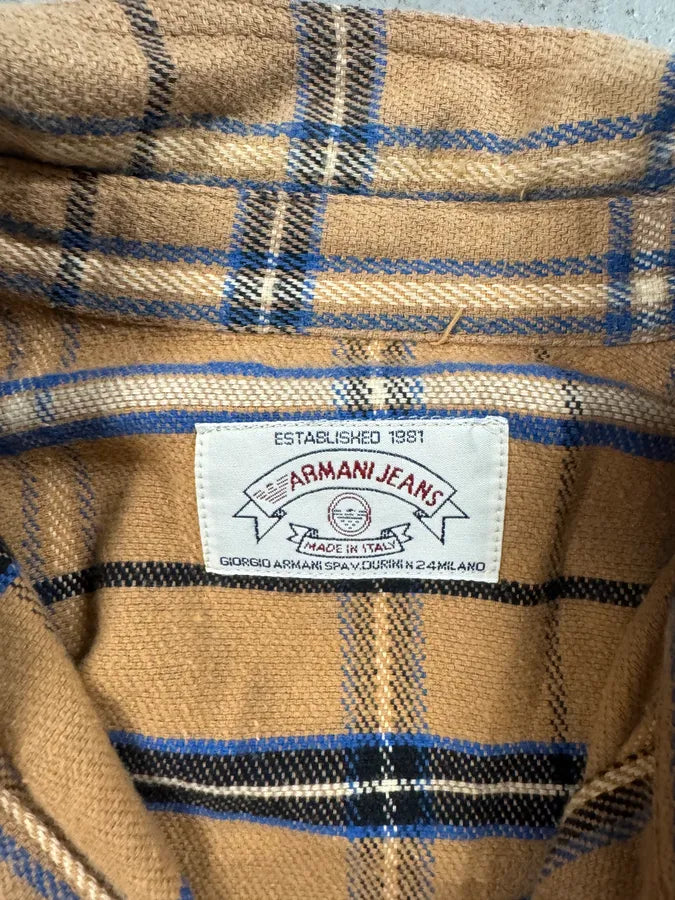 ESTABLISHED 1981
ARMANI JEANS
MADE IN ITALY
GIORGIO ARMANI SPA V. DURINI N 24 MILANO